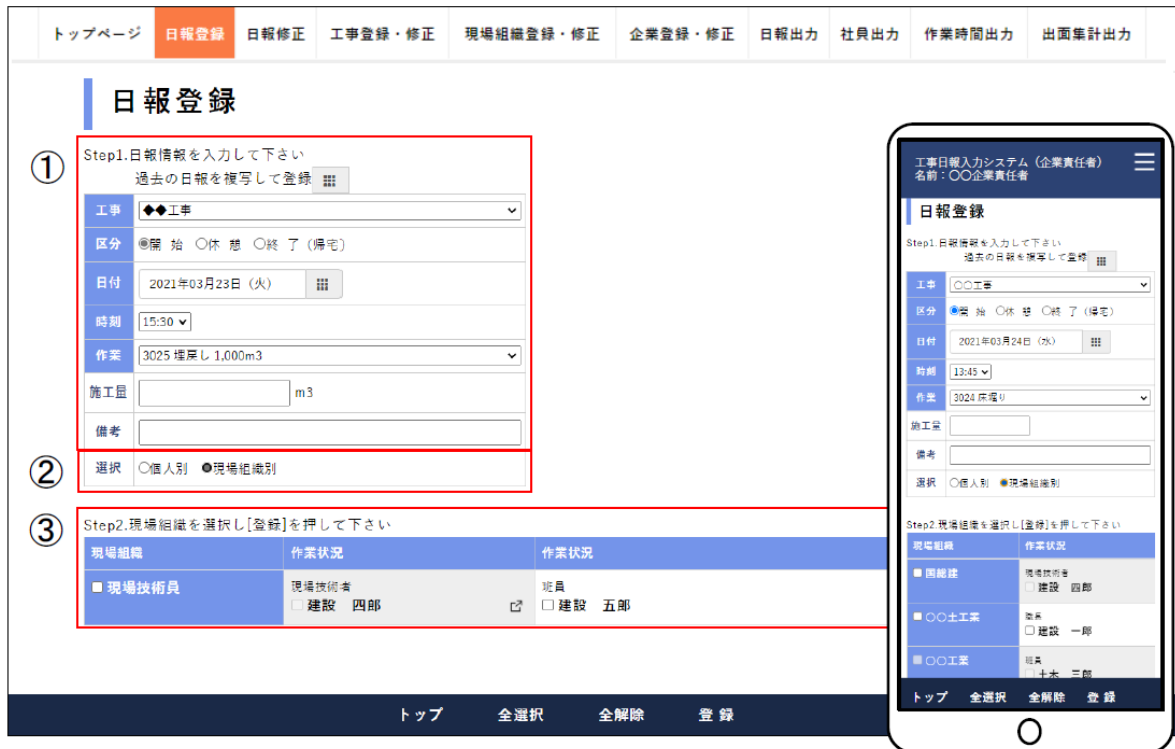 トップページ 日報登録 日報修正 工事登録・修正 現場組織登録・修正 企業登録・修正 日報出力 社員出力 作業時間出力 出面集計出力
日報登録
①
Step1.日報情報を入力して下さい
過去の日報を複写して登録
工事 ◆◆工事
区分 ◉開 始 ○休 憩 ○終 了(帰宅)
日付 2021年03月23日(火)
時刻 15:30
作業 3025 埋戻し 1,000m3
施工量 m3
備考
②
選択 ○個人別 ●現場組織別
③
Step2.現場組織を選択し[登録]を押して下さい
現場組織 作業状況 作業状況
現場技術員 現場技術者 班員
建設 四郎 建設 五郎
トップ 全選択 全解除 登録
工事日報入力システム(企業責任者)
名前:〇〇企業責任者
日報登録
Step1.日報情報を入力して下さい
過去の日報を複写して登録
工事 〇〇工事
区分 ◉開 始 ○休 憩 ○終 了(帰宅)
日付 2021年03月24日(水)
時刻 13:45
作業 3024 床堀り
施工量
備考
選択 ○個人別 ●現場組織別
Step2.現場組織を選択し[登録]を押して下さい
現場組織 作業状況
国総建 現場技術者
建設 四郎
〇〇土工業
建設 一郎
〇〇工業 班員
土木 三郎
トップ 全選択 全解除 登録